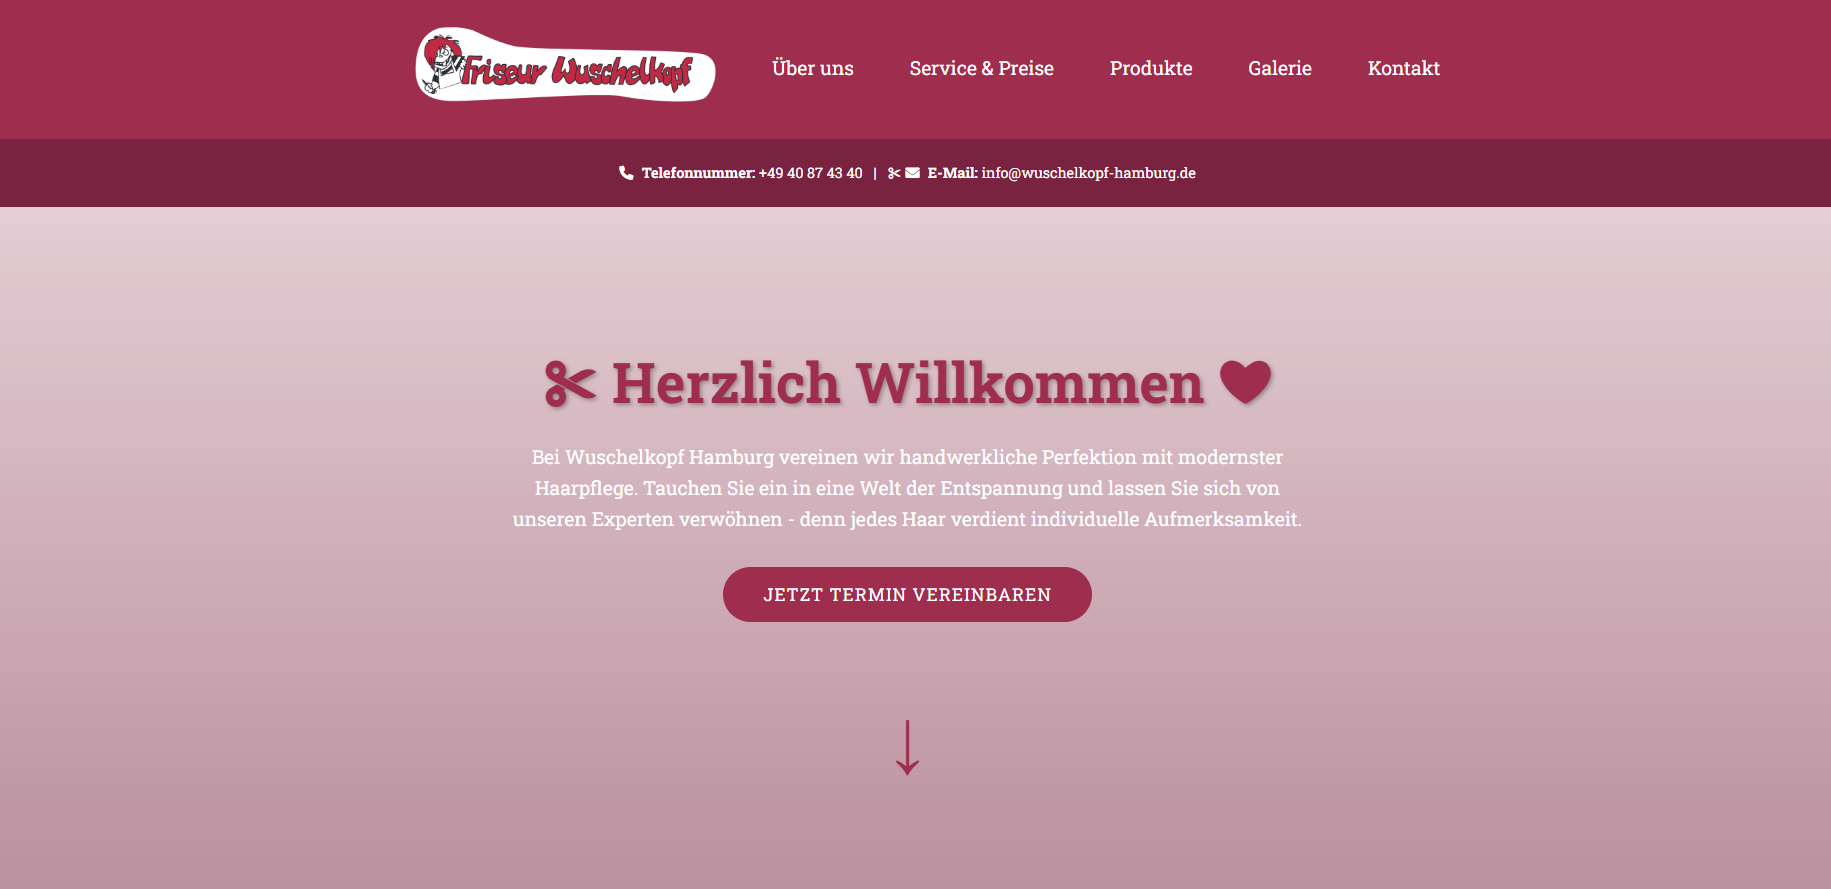 Friseur Wuschelkopf
Über uns
Service & Preise
Produkte
Galerie
Kontakt
Telefonnummer: +49 40 87 43 40 | E-Mail: info@wuschelkopf-hamburg.de
Herzlich Willkommen
Bei Wuschelkopf Hamburg vereinen wir handwerkliche Perfektion mit modernster
Haarpflege. Tauchen Sie ein in eine Welt der Entspannung und lassen Sie sich von
unseren Experten verwöhnen - denn jedes Haar verdient individuelle Aufmerksamkeit.
JETZT TERMIN VEREINBAREN